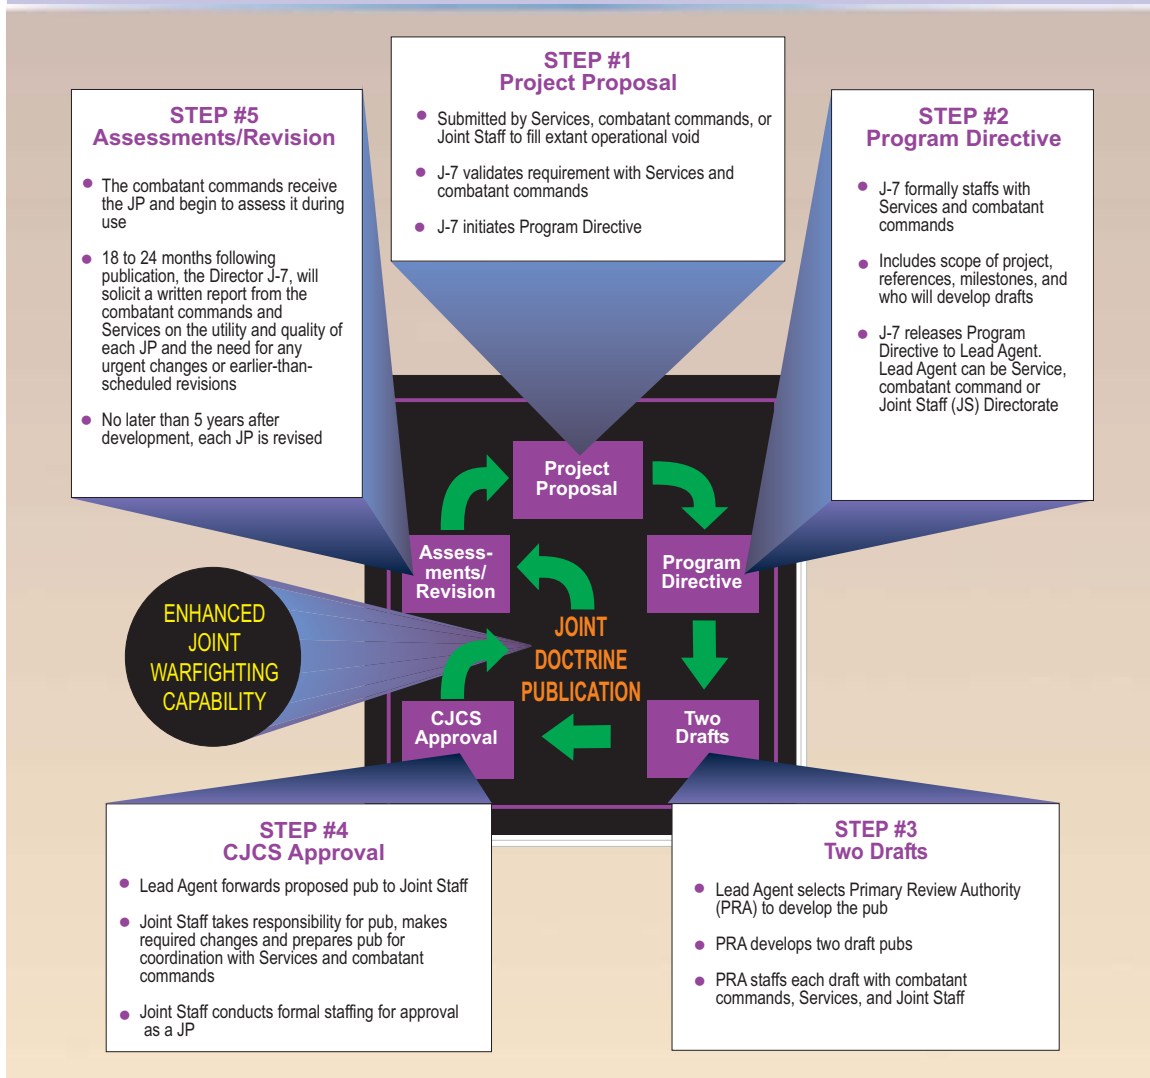 STEP #1
Project Proposal
Submitted by Services, combatant commands, or
Joint Staff to fill extant operational void
J-7 validates requirement with Services and
combatant commands
J-7 initiates Program Directive
STEP #2
Program Directive
J-7 formally staffs with
Services and combatant
commands
Includes scope of project,
references, milestones, and
who will develop drafts
J-7 releases Program
Directive to Lead Agent.
Lead Agent can be Service,
combatant command or
Joint Staff (JS) Directorate
STEP #3
Two Drafts
Lead Agent selects Primary Review Authority
(PRA) to develop the pub
PRA develops two draft pubs
PRA staffs each draft with combatant
commands, Services, and Joint Staff
STEP #4
CJCS Approval
Lead Agent forwards proposed pub to Joint Staff
Joint Staff takes responsibility for pub, makes
required changes and prepares pub for
coordination with Services and combatant
commands
Joint Staff conducts formal staffing for approval
as a JP
STEP #5
Assessments/Revision
The combatant commands receive
the JP and begin to assess it during
use
18 to 24 months following
publication, the Director J-7, will
solicit a written report from the
combatant commands and
Services on the utility and quality of
each JP and the need for any
urgent changes or earlier-than-
scheduled revisions
No later than 5 years after
development, each JP is revised
Project
Proposal
Program
Directive
Two
Drafts
CJCS
Approval
Assess-
ments/
Revision
JOINT
DOCTRINE
PUBLICATION
ENHANCED
JOINT
WARFIGHTING
CAPABILITY